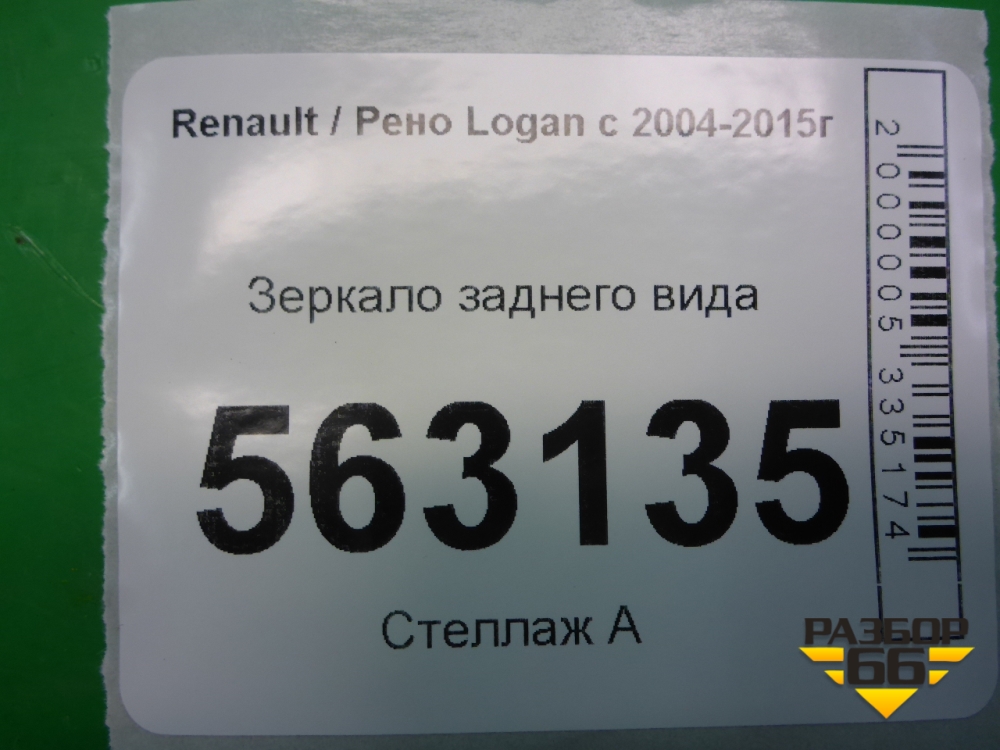 Renault / Рено Logan с 2004-2015г
Зеркало заднего вида
563135
Стеллаж А
2000005335174
РАЗБОР
66